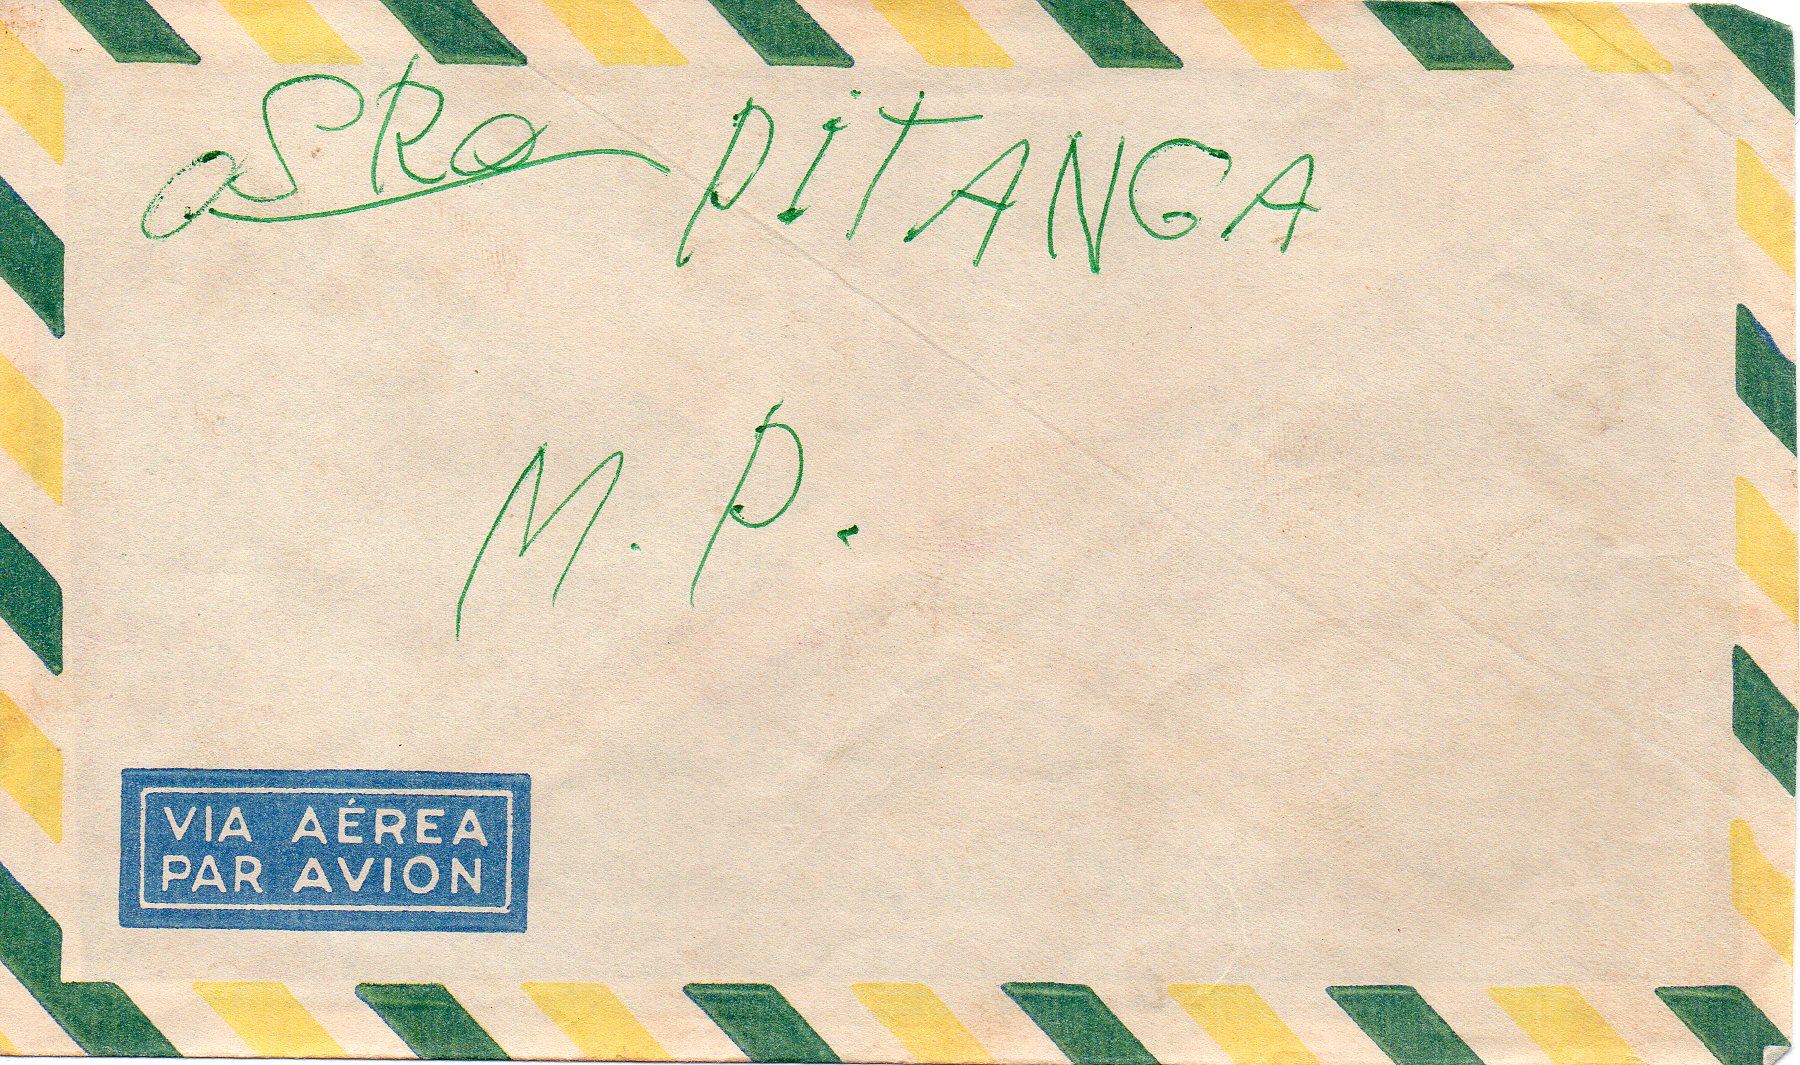 SRa PITANGA
M. P.
VIA AÉREA
PAR AVION